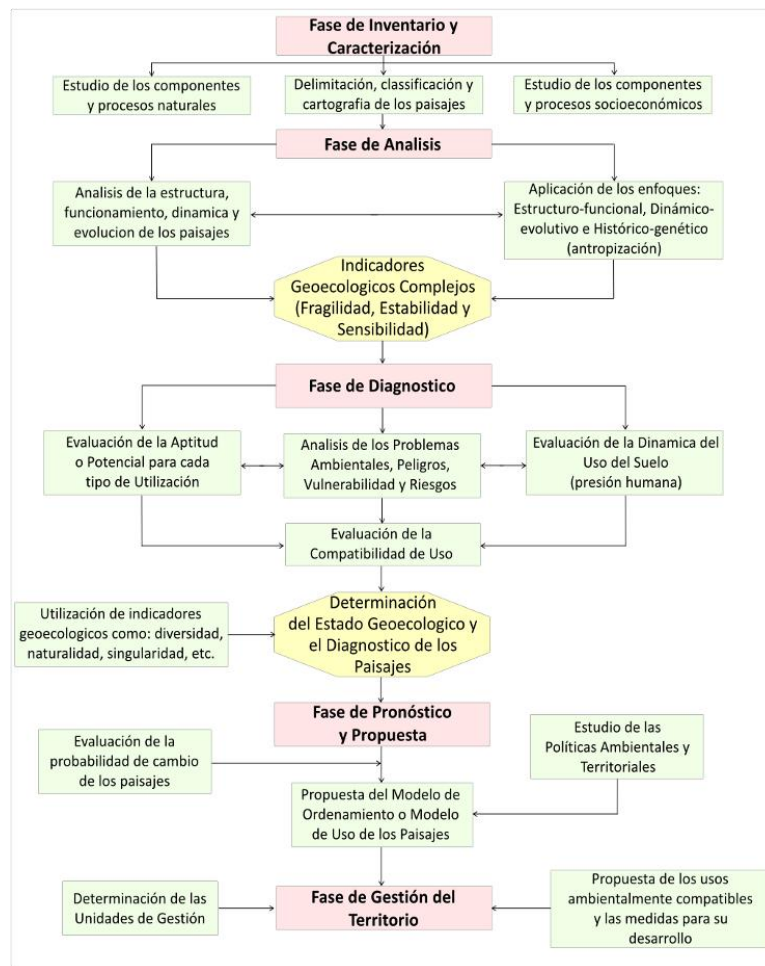 Fase de Inventario y
Caracterización
Estudio de los componentes
y procesos naturales
Delimitación, classificación y
cartografia de los paisajes
Estudio de los componentes
y procesos socioeconómicos
Fase de Analisis
Analisis de la estructura,
funcionamiento, dinamica y
evolucion de los paisajes
Aplicación de los enfoques:
Estructuro-funcional, Dinámico-
evolutivo e Histórico-genético
(antropización)
Indicadores
Geoecologicos Complejos
(Fragilidad, Estabilidad y
Sensibilidad)
Fase de Diagnostico
Evaluación de la Aptitud
o Potencial para cada
tipo de Utilización
Analisis de los Problemas
Ambientales, Peligros,
Vulnerabilidad y Riesgos
Evaluación de la Dinamica del
Uso del Suelo
(presión humana)
Evaluación de la
Compatibilidad de Uso
Utilización de indicadores
geoecologicos como: diversidad,
naturalidad, singularidad, etc.
Determinación
del Estado Geoecologico y
el Diagnostico de los
Paisajes
Fase de Pronóstico
y Propuesta
Evaluación de la
probabilidad de cambio
de los paisajes
Estudio de las
Políticas Ambientales y
Territoriales
Propuesta del Modelo de
Ordenamiento o Modelo
de Uso de los Paisajes
Determinación de las
Unidades de Gestión
Fase de Gestión del
Territorio
Propuesta de los usos
ambientalmente compatibles
y las medidas para su
desarrollo